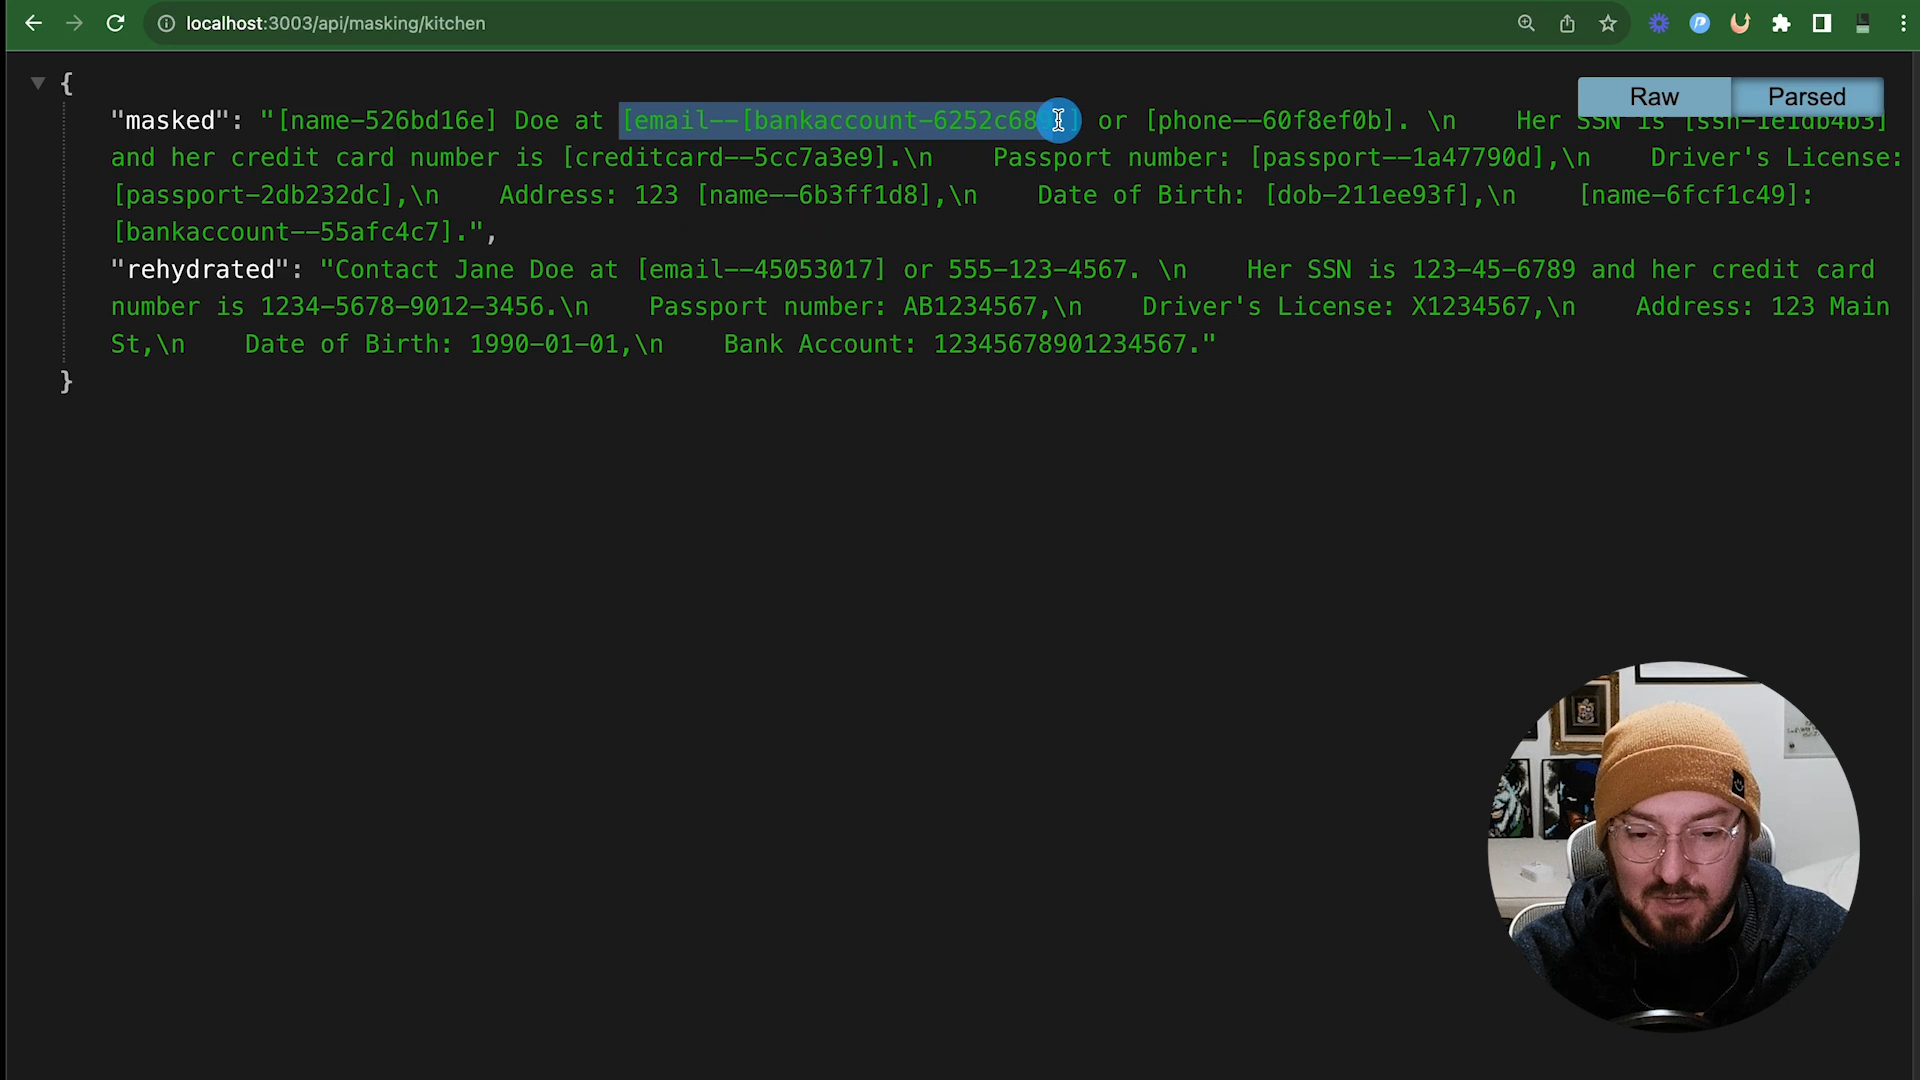 localhost:3003/api/masking/kitchen
Raw Parsed
{
"masked": "[name-526bd16e] Doe at [email--[bankaccount-6252c68 ] or [phone--60f8ef0b]. \n Her SSN is [ssn-1e1db4b3]
and her credit card number is [creditcard--5cc7a3e9].\n Passport number: [passport--1a47790d],\n Driver's License:
[passport-2db232dc],\n Address: 123 [name--6b3ff1d8],\n Date of Birth: [dob-211ee93f],\n [name-6fcf1c49]:
[bankaccount--55afc4c7].",
"rehydrated": "Contact Jane Doe at [email--45053017] or 555-123-4567. \n Her SSN is 123-45-6789 and her credit card
number is 1234-5678-9012-3456.\n Passport number: AB1234567,\n Driver's License: X1234567,\n Address: 123 Main
St,\n Date of Birth: 1990-01-01,\n Bank Account: 12345678901234567."
}